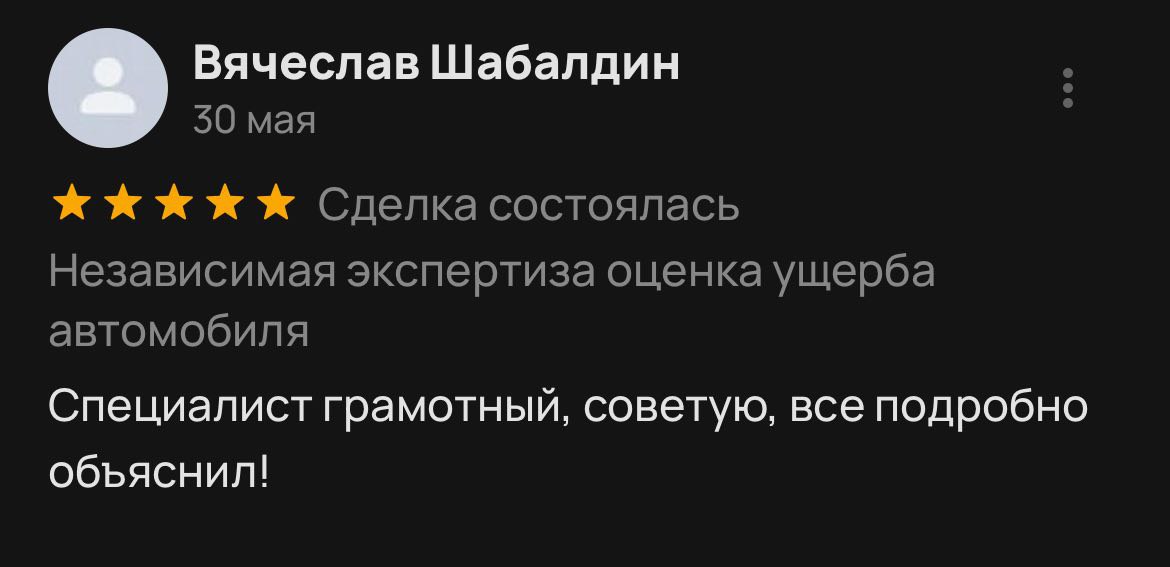 Вячеслав Шабалдин
30 мая
Сделка состоялась
Независимая экспертиза оценка ущерба
автомобиля
Специалист грамотный, советую, все подробно
объяснил!